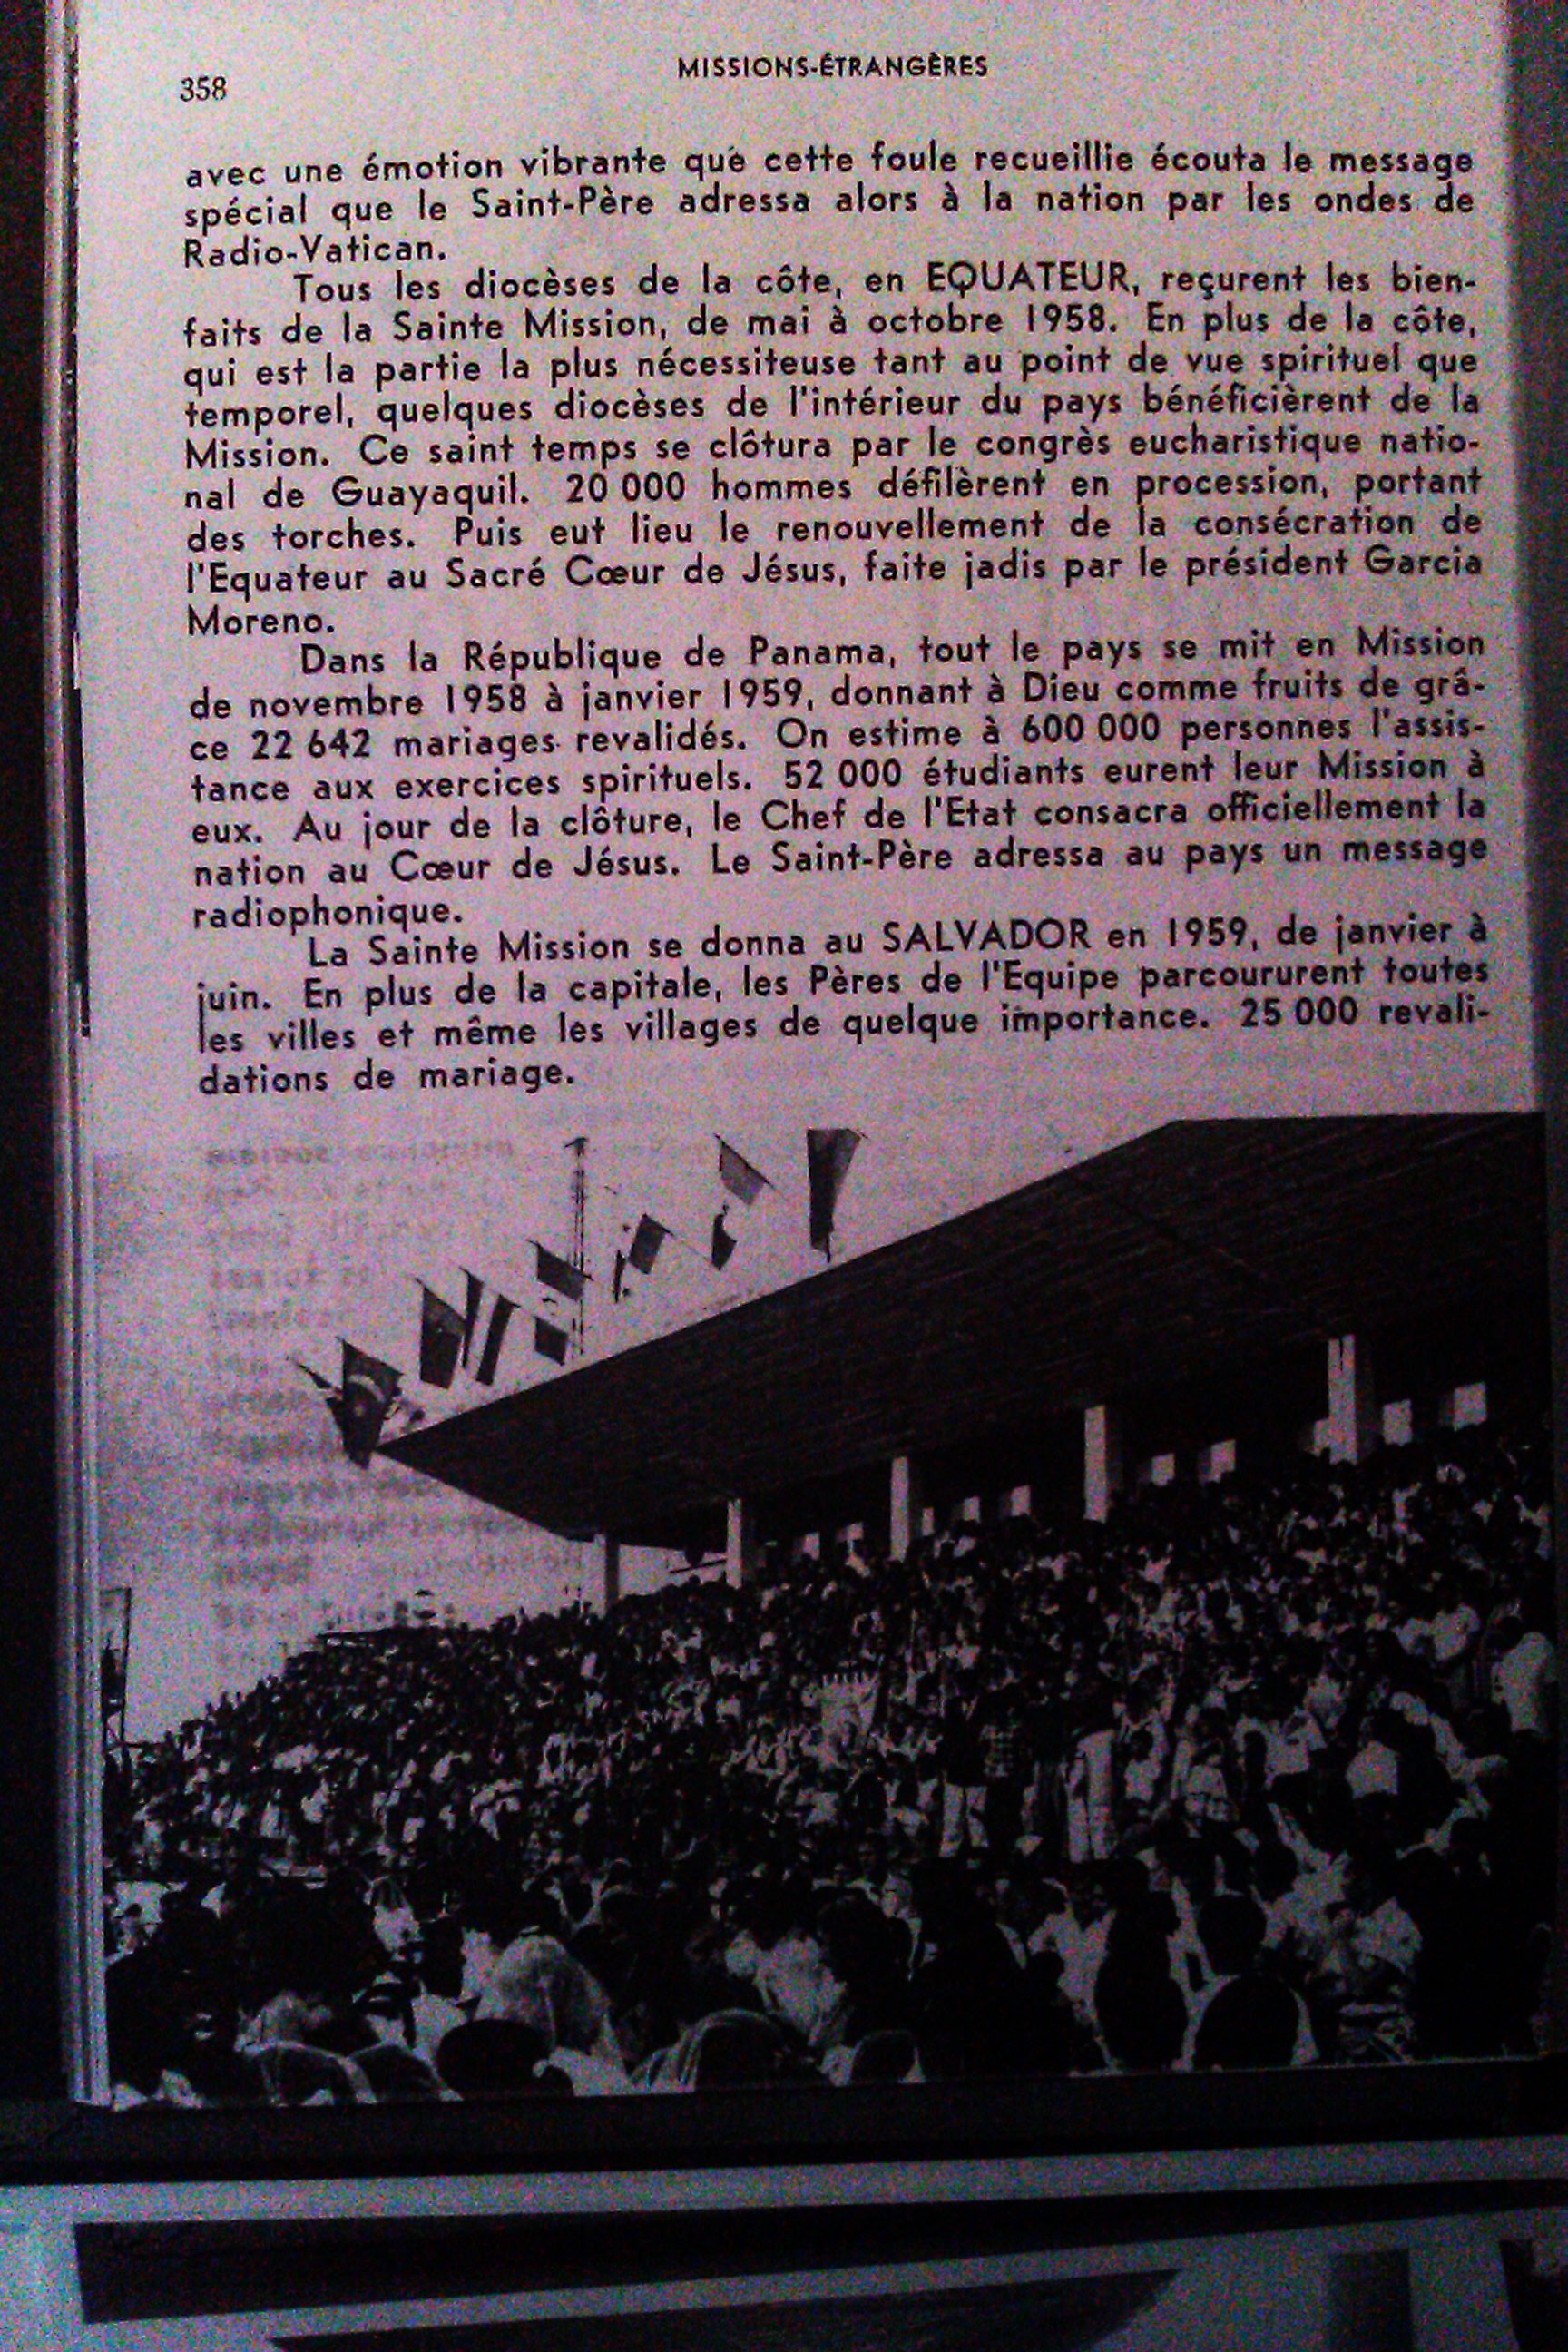 358
MISSIONS-ÉTRANGÈRES
avec une émotion vibrante que cette foule recueillie écouta le message
spécial que le Saint-Père adressa alors à la nation par les ondes de
Radio-Vatican.
Tous les diocèses de la côte, en EQUATEUR, reçurent les bien-
faits de la Sainte Mission, de mai à octobre 1958. En plus de la côte,
qui est la partie la plus nécessiteuse tant au point de vue spirituel que
temporel, quelques diocèses de l'intérieur du pays bénéficièrent de la
Mission. Ce saint temps se clôtura par le congrès eucharistique natio-
nal de Guayaquil. 20 000 hommes défilèrent en procession, portant
des torches. Puis eut lieu le renouvellement de la consécration de
l'Equateur au Sacré Cœur de Jésus, faite jadis par le président Garcia
Moreno.
Dans la République de Panama, tout le pays se mit en Mission
de novembre 1958 à janvier 1959, donnant à Dieu comme fruits de grâ-
ce 22 642 mariages revalidés. On estime à 600 000 personnes l'assis-
tance aux exercices spirituels. 52 000 étudiants eurent leur Mission à
eux. Au jour de la clôture, le Chef de l'Etat consacra officiellement la
nation au Cœur de Jésus. Le Saint-Père adressa au pays un message
radiophonique.
La Sainte Mission se donna au SALVADOR en 1959, de janvier à
juin. En plus de la capitale, les Pères de l'Equipe parcoururent toutes
les villes et même les villages de quelque importance. 25 000 revali-
dations de mariage.